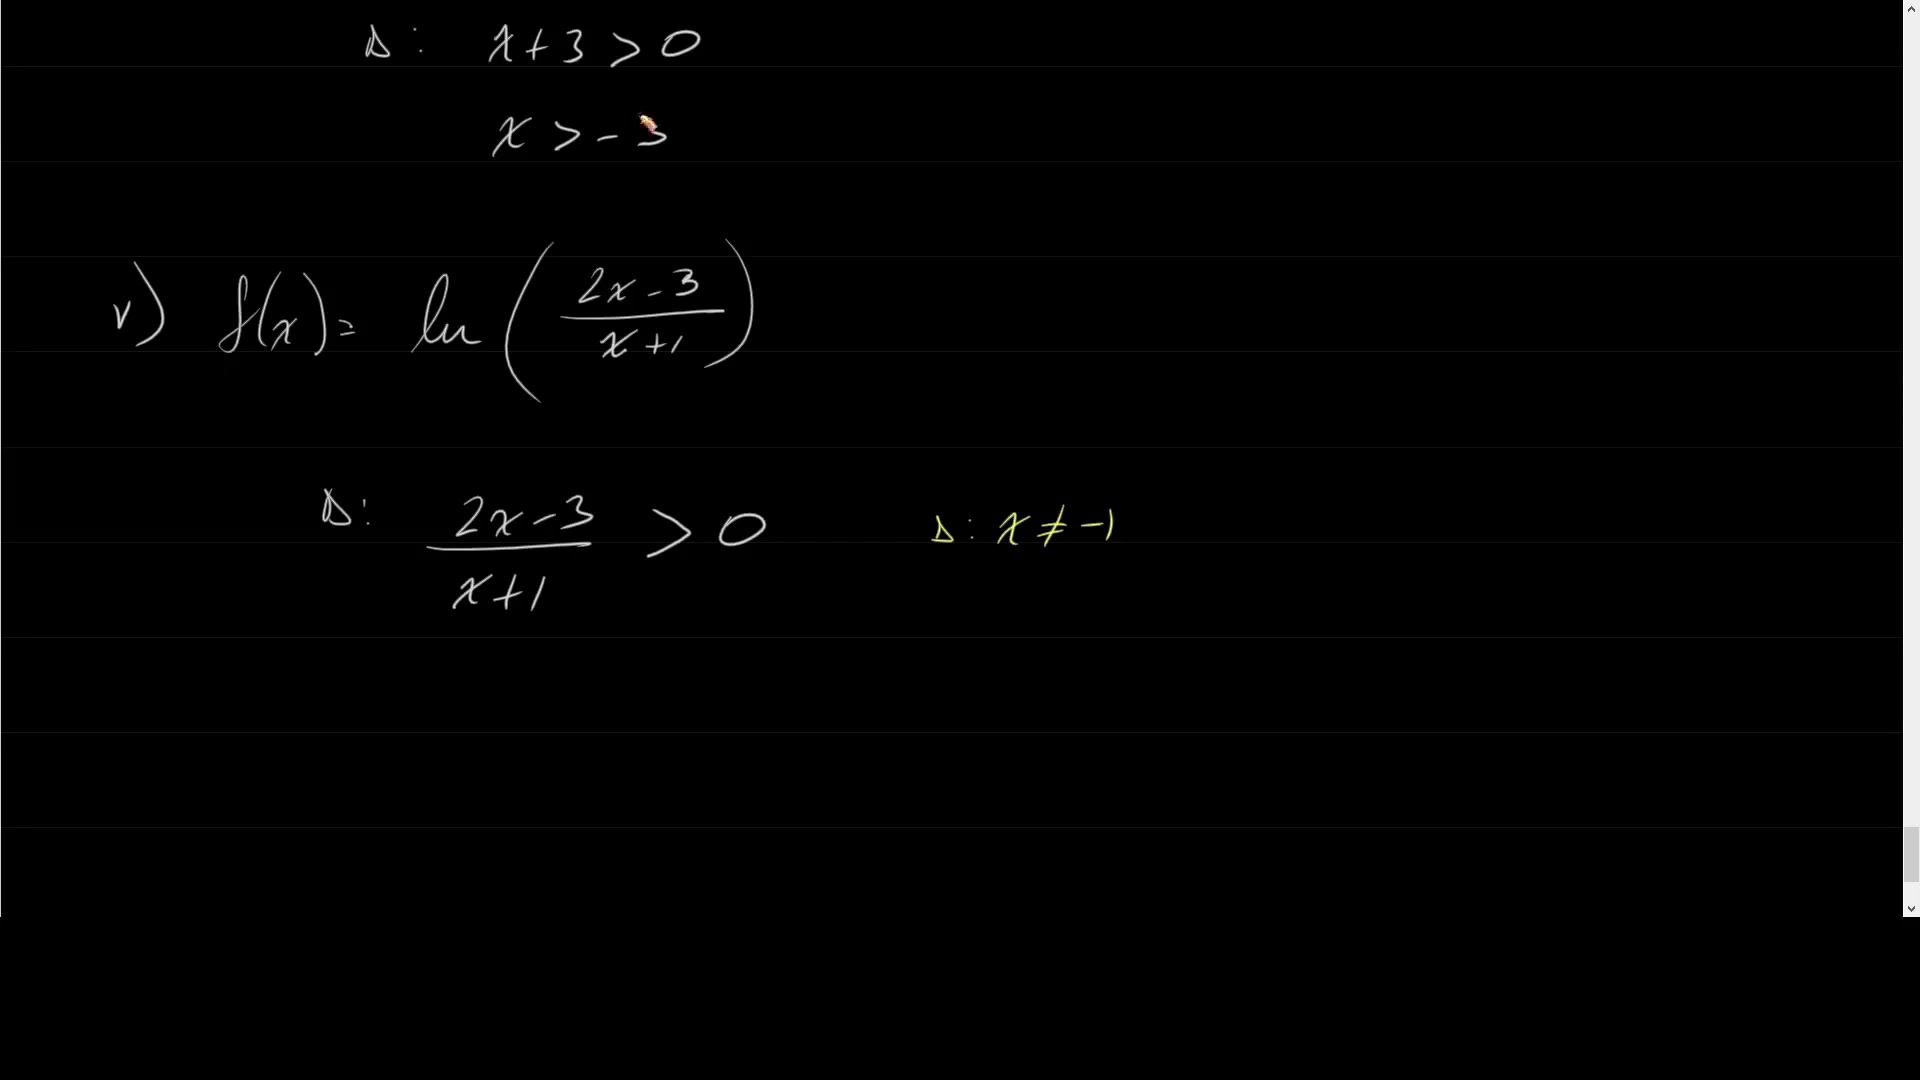 D: x+3>0
x>-3
v) f(x)= ln((2x-3)/(x+1))
D: (2x-3)/(x+1) > 0 D: x≠-1